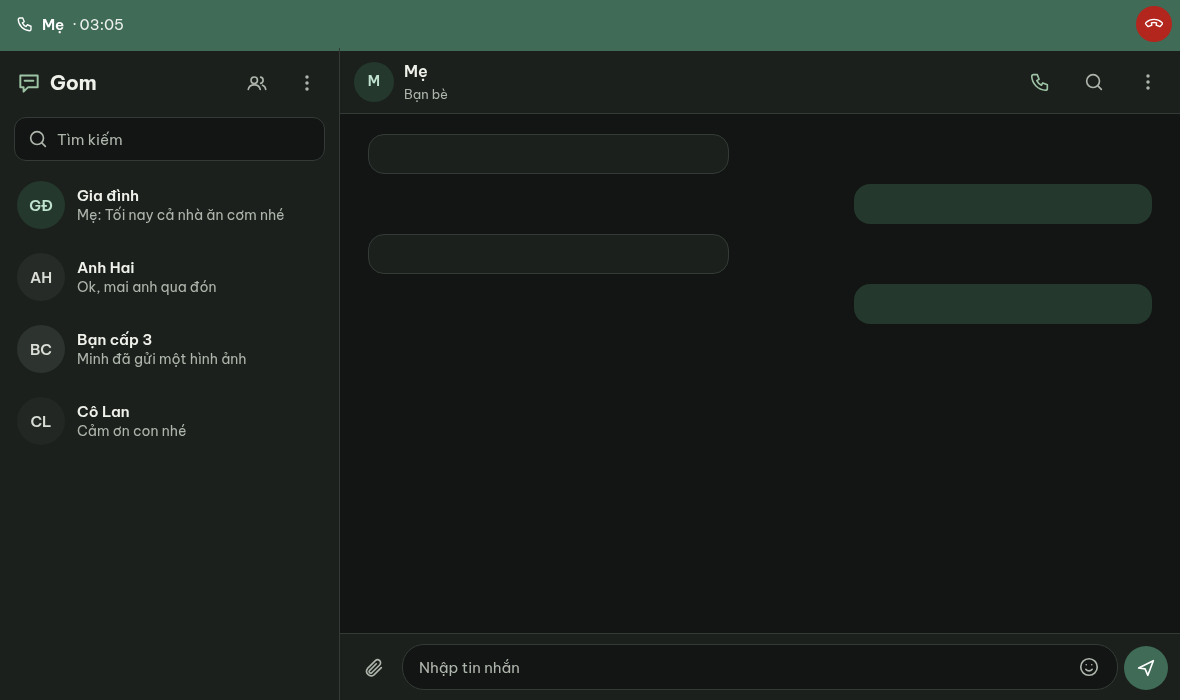 Mẹ · 03:05
Gom
Tìm kiếm
GĐ
Gia đình
Mẹ: Tối nay cả nhà ăn cơm nhé
AH
Anh Hai
Ok, mai anh qua đón
BC
Bạn cấp 3
Minh đã gửi một hình ảnh
CL
Cô Lan
Cảm ơn con nhé
M
Mẹ
Bạn bè
Nhập tin nhắn